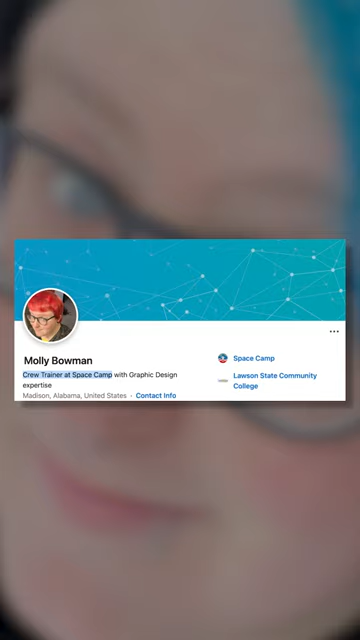 Molly Bowman
Crew Trainer at Space Camp with Graphic Design
expertise
Madison, Alabama, United States · Contact Info
Space Camp
Lawson State Community
College